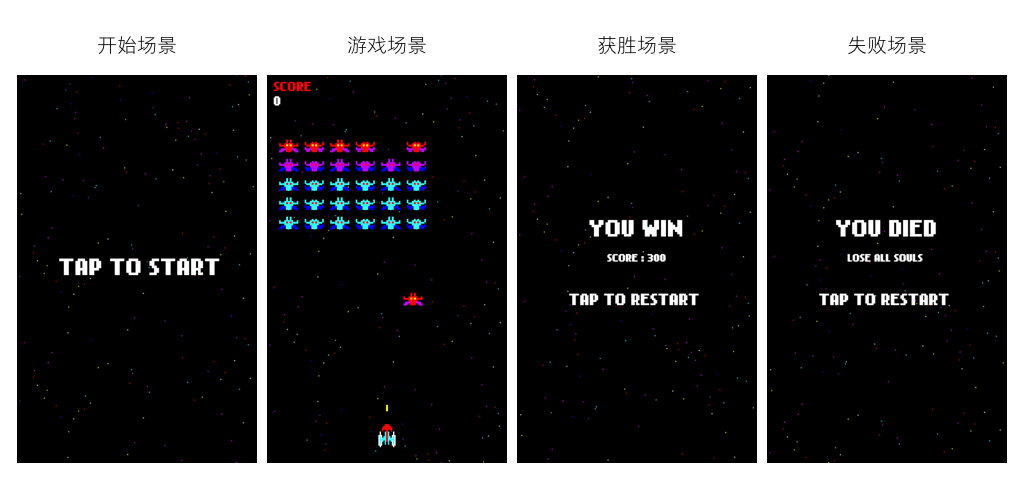 开始场景
游戏场景
获胜场景
失败场景
TAP TO START
SCORE
0
YOU WIN
SCORE : 300
TAP TO RESTART
YOU DIED
LOSE ALL SOULS
TAP TO RESTART